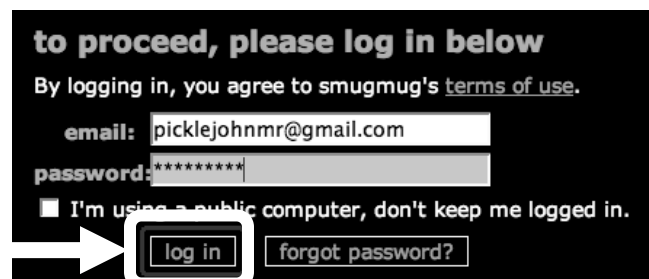 to proceed, please log in below
By logging in, you agree to smugmug's terms of use.
email: picklejohnmr@gmail.com
password: *********
I'm using a public computer, don't keep me logged in.
log in forgot password?